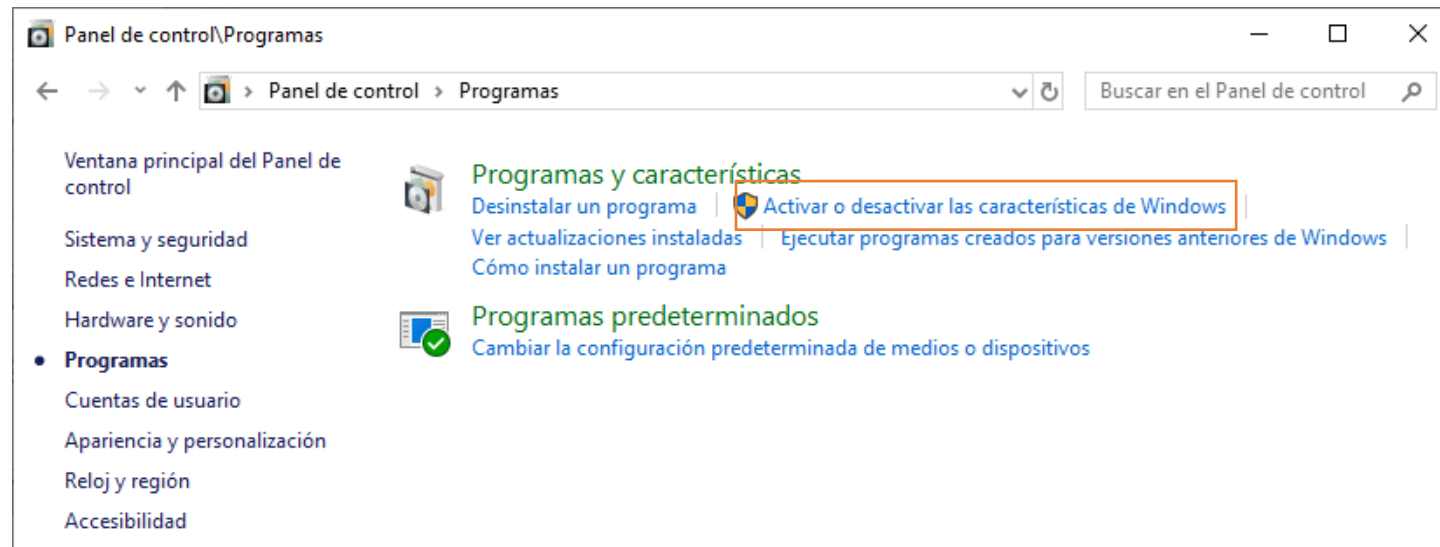 Panel de control\Programas
Panel de control > Programas
Buscar en el Panel de control
Ventana principal del Panel de
control
Sistema y seguridad
Redes e Internet
Hardware y sonido
Programas
Cuentas de usuario
Apariencia y personalización
Reloj y región
Accesibilidad
Programas y características
Desinstalar un programa
Activar o desactivar las características de Windows
Ver actualizaciones instaladas
Ejecutar programas creados para versiones anteriores de Windows
Cómo instalar un programa
Programas predeterminados
Cambiar la configuración predeterminada de medios o dispositivos